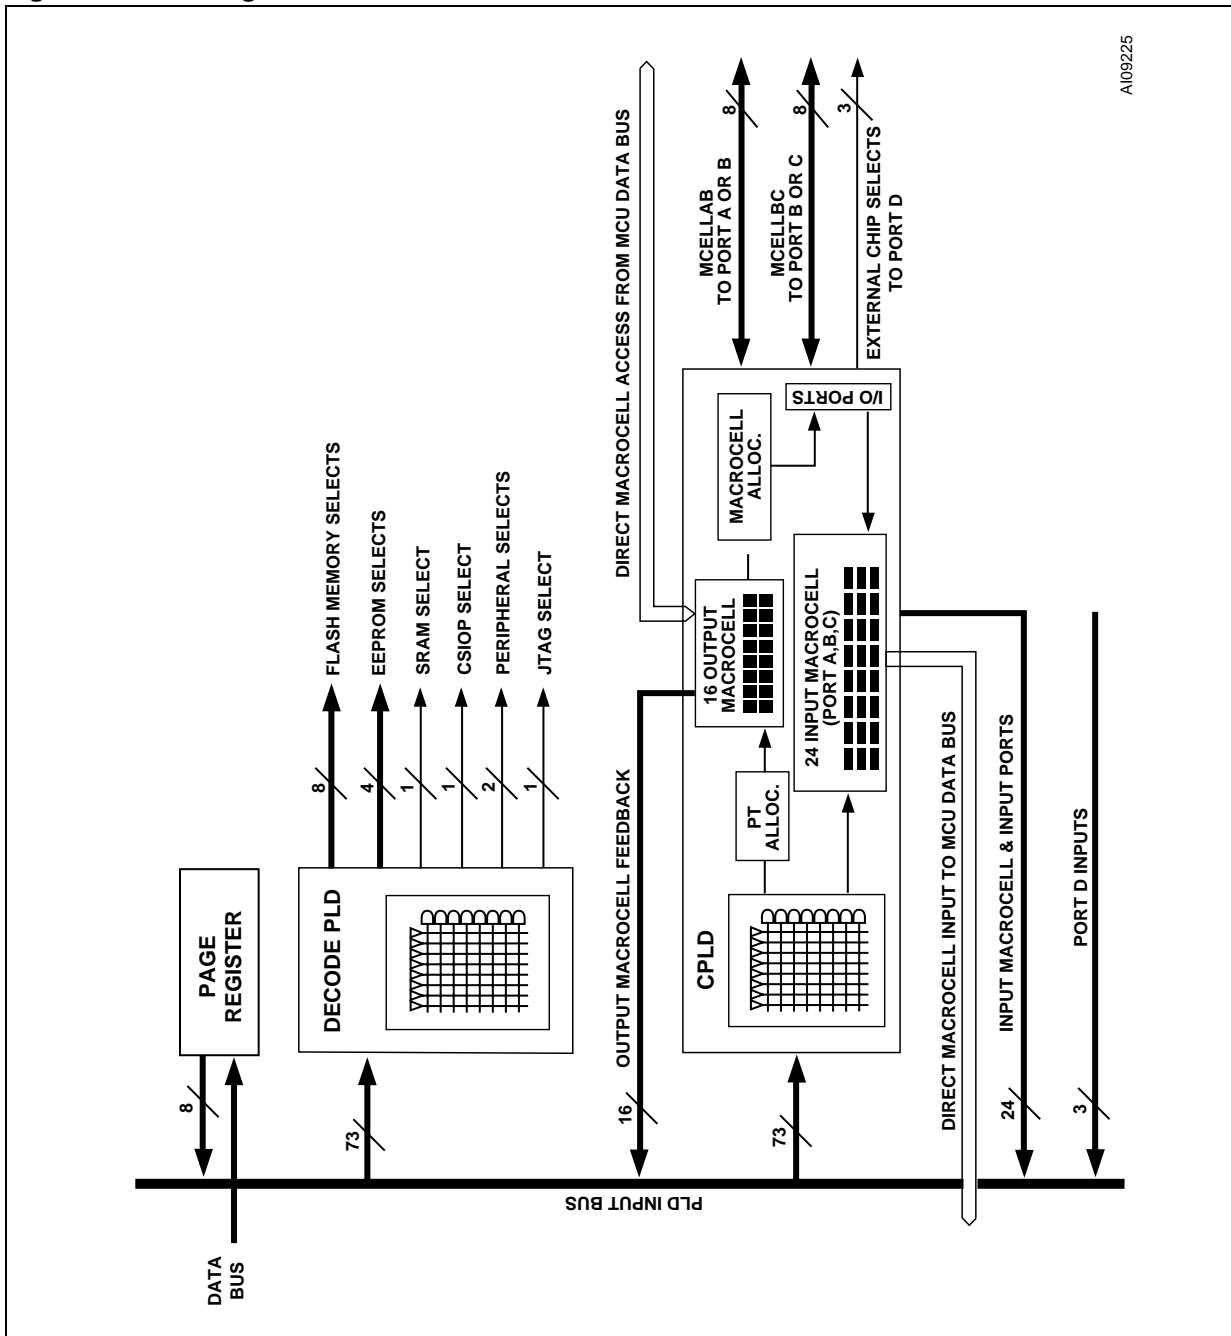 DATA
BUS
8
PAGE
REGISTER
73
DECODE PLD
8
FLASH MEMORY SELECTS
4
EEPROM SELECTS
1
SRAM SELECT
1
CSIOP SELECT
2
PERIPHERAL SELECTS
1
JTAG SELECT
PLD INPUT BUS
16
OUTPUT MACROCELL FEEDBACK
DIRECT MACROCELL ACCESS FROM MCU DATA BUS
73
CPLD
PT
ALLOC.
16 OUTPUT
MACROCELL
MACROCELL
ALLOC.
24 INPUT MACROCELL
(PORT A,B,C)
I/O PORTS
MCELLAB
TO PORT A OR B
8
MCELLBC
TO PORT B OR C
8
EXTERNAL CHIP SELECTS
TO PORT D
3
DIRECT MACROCELL INPUT TO MCU DATA BUS
24
INPUT MACROCELL & INPUT PORTS
3
PORT D INPUTS
AI09225